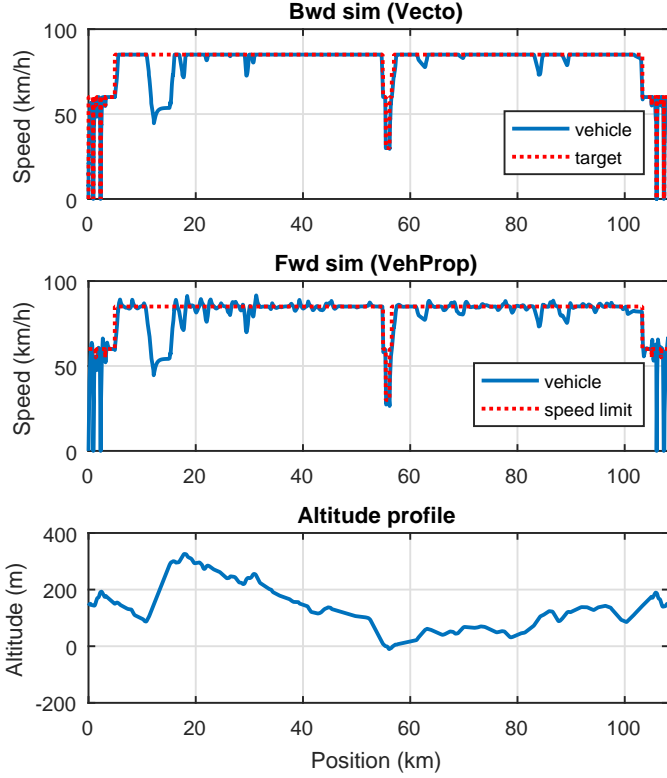 Bwd sim (Vecto)
100
50
0
Speed (km/h)
vehicle
target
0 20 40 60 80 100
Fwd sim (VehProp)
100
50
0
Speed (km/h)
vehicle
speed limit
0 20 40 60 80 100
Altitude profile
400
200
0
-200
Altitude (m)
0 20 40 60 80 100
Position (km)